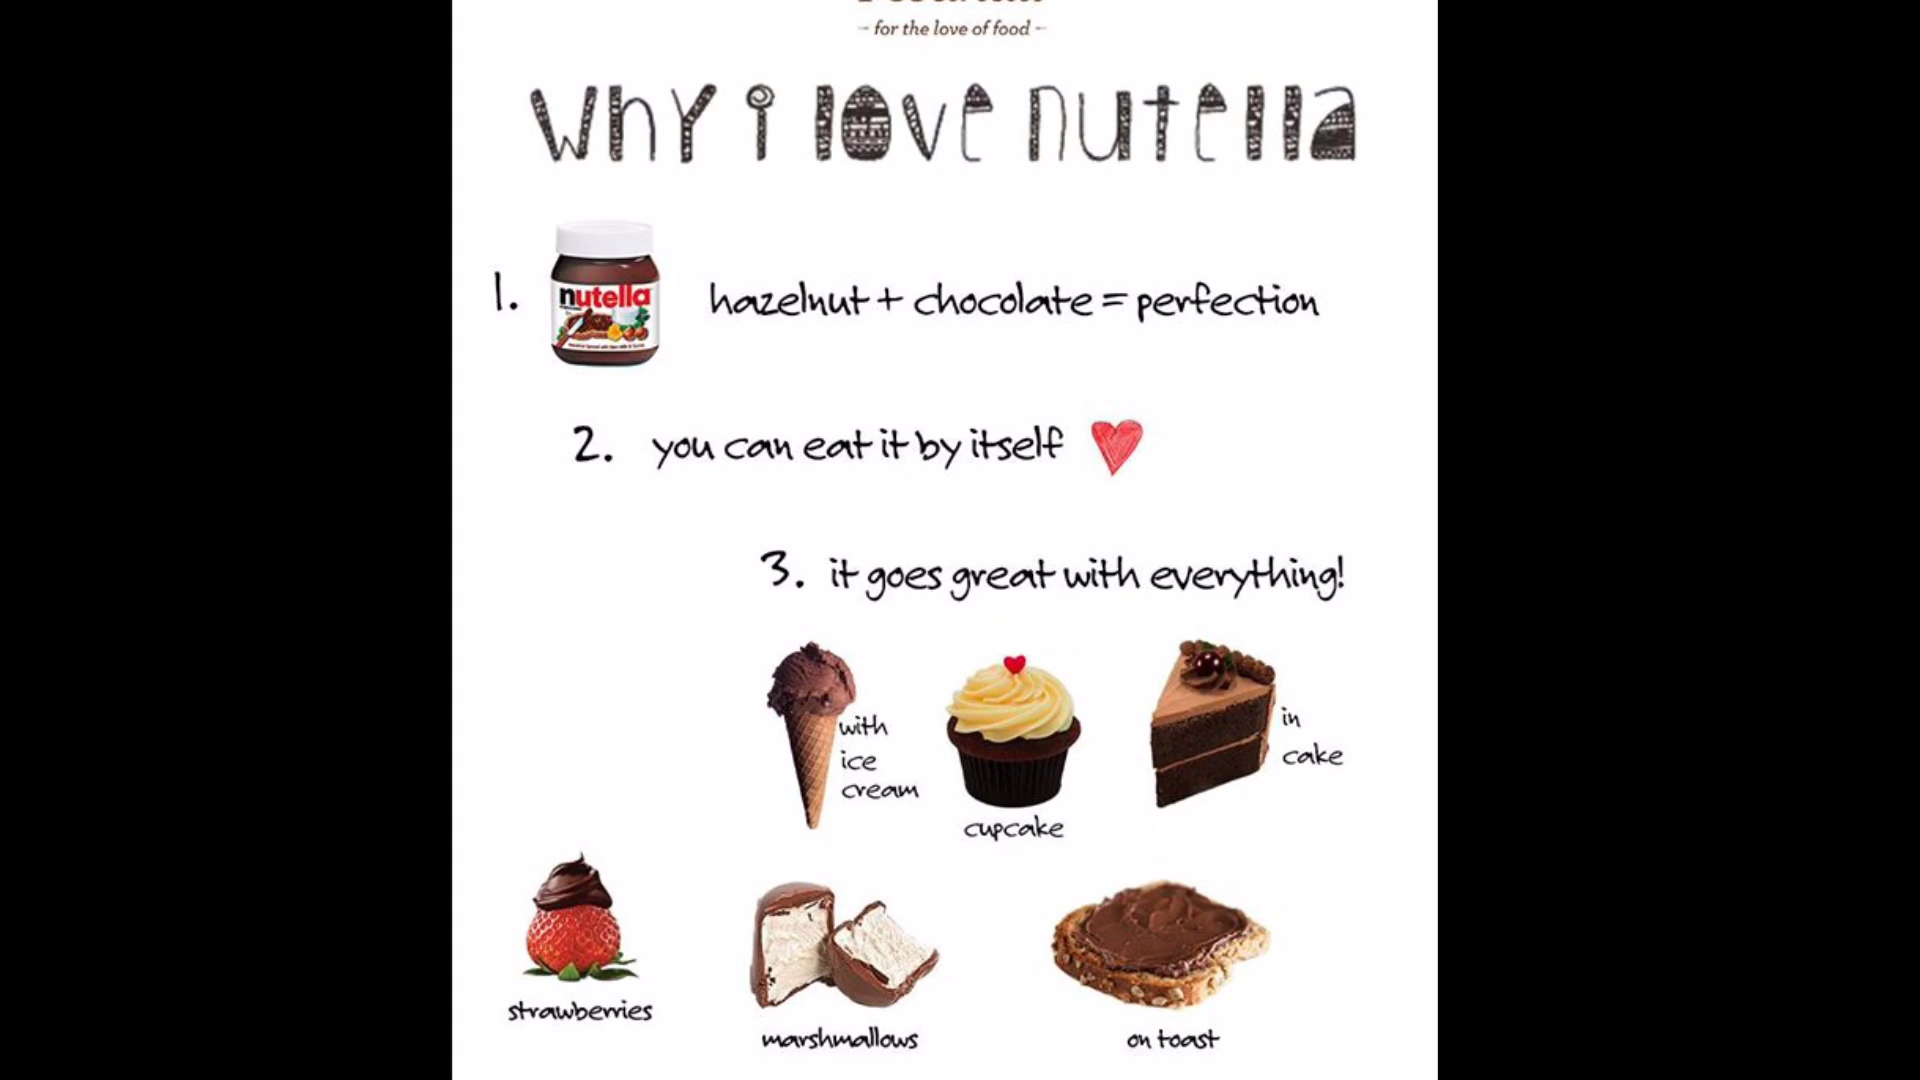 - for the love of food -
why i love nutella
1.
nutella
hazelnut + chocolate = perfection
2. you can eat it by itself
3. it goes great with everything!
with
ice
cream
cupcake
in
cake
strawberries
marshmallows
on toast